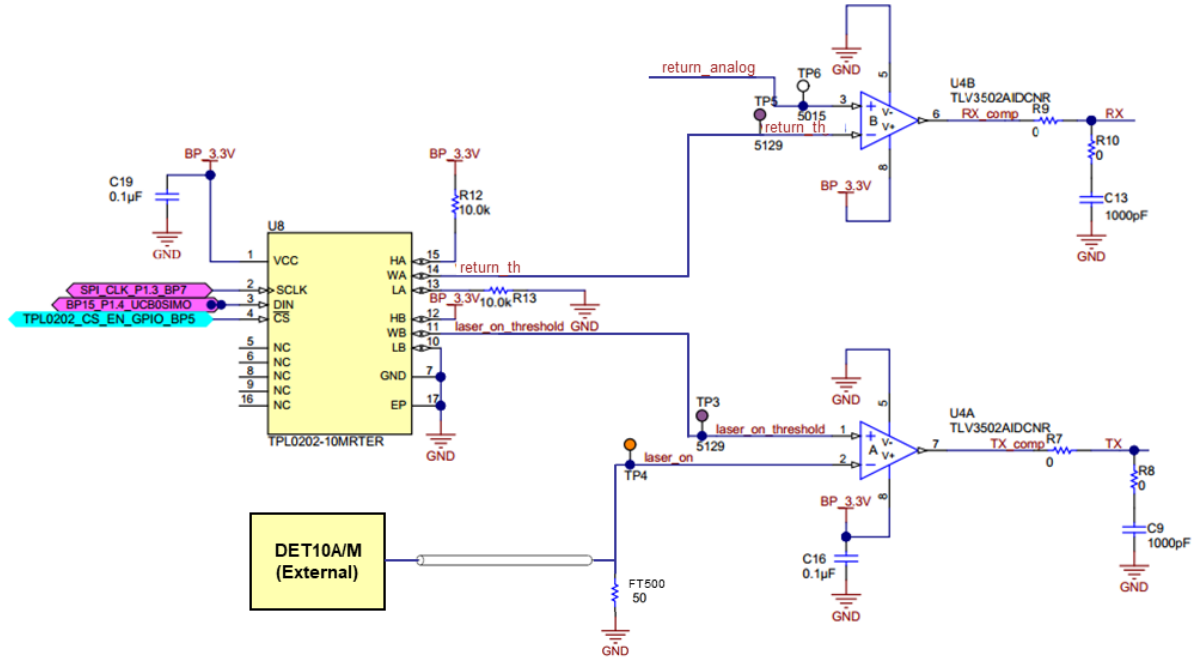 return_analog
TP6
TP5
5015
return_th
5129
GND
5
3
+
B
V-
V+
−
4
6
8
U4B
TLV3502AIDCNR
RX_comp
R9
0
RX
R10
0
C13
1000pF
GND
BP_3.3V
BP_3.3V
C19
0.1µF
GND
BP_3.3V
R12
10.0k
U8
1
VCC
SPI_CLK_P1.3_BP7
2
SCLK
BP15_P1.4_UCB0SIMO
3
DIN
TPL0202_CS_EN_GPIO_BP5
4
CS
5
NC
6
NC
8
NC
9
NC
16
NC
HA
15
WA
14
return_th
LA
13
10.0k
R13
GND
HB
12
BP_3.3V
WB
11
laser_on_threshold
LB
10
GND
7
EP
17
GND
TPL0202-10MRTER
TP3
5129
laser_on_threshold
TP4
laser_on
GND
5
1
+
A
V-
V+
−
2
7
8
U4A
TLV3502AIDCNR
TX_comp
R7
0
TX
R8
0
C9
1000pF
GND
BP_3.3V
C16
0.1µF
GND
DET10A/M
(External)
FT500
50
GND